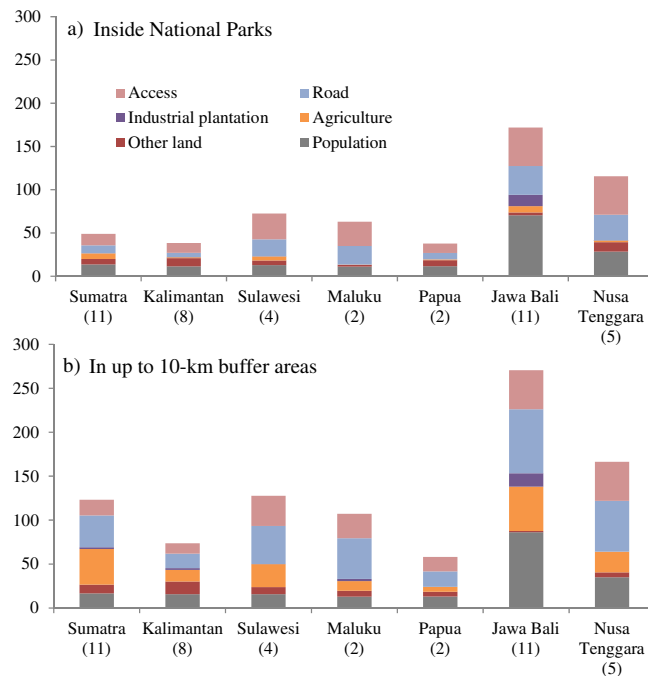 300
a) Inside National Parks
250
200
Access Road
Industrial plantation Agriculture
Other land Population
150
100
50
0
Sumatra Kalimantan Sulawesi Maluku Papua Jawa Bali Nusa
(11) (8) (4) (2) (2) (11) Tenggara
(5)
300
b) In up to 10-km buffer areas
250
200
150
100
50
0
Sumatra Kalimantan Sulawesi Maluku Papua Jawa Bali Nusa
(11) (8) (4) (2) (2) (11) Tenggara
(5)